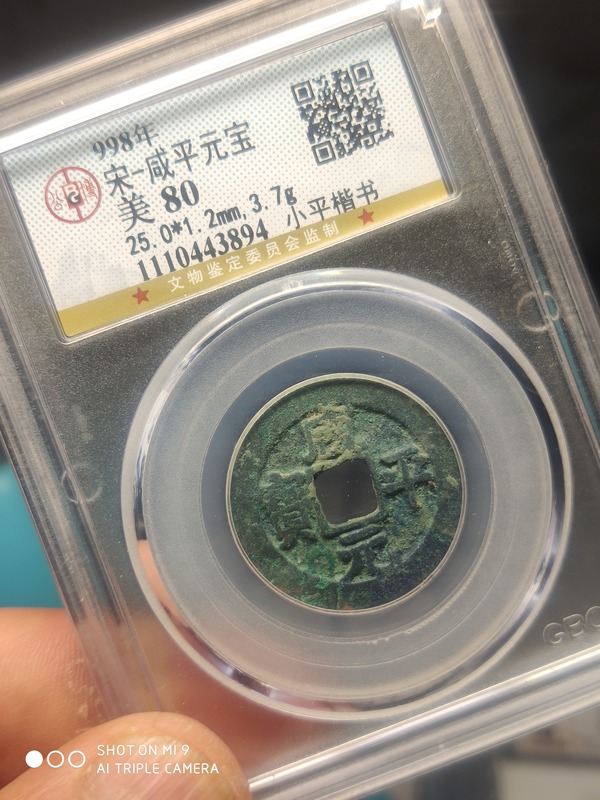 998年
宋-咸平元宝
美 80
25.0*1.2mm,3.7g 小平楷书
1110443894
文物鉴定委员会监制
咸
平
元
寳
GBC
SHOT ON MI 9
AI TRIPLE CAMERA